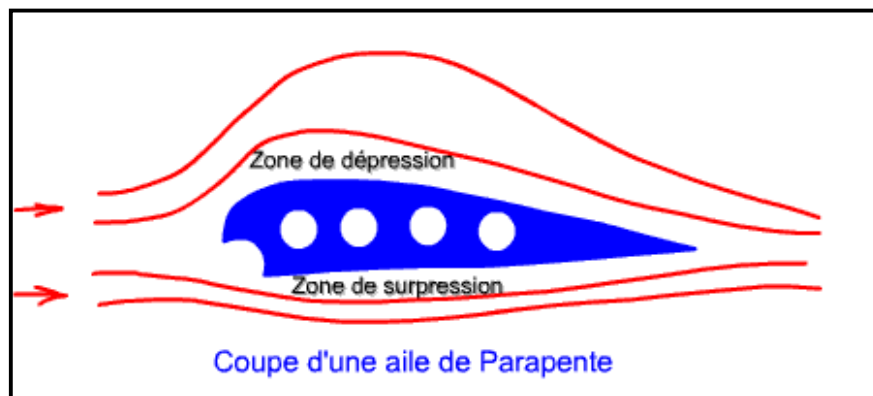 Zone de dépression
Zone de surpression
Coupe d'une aile de Parapente